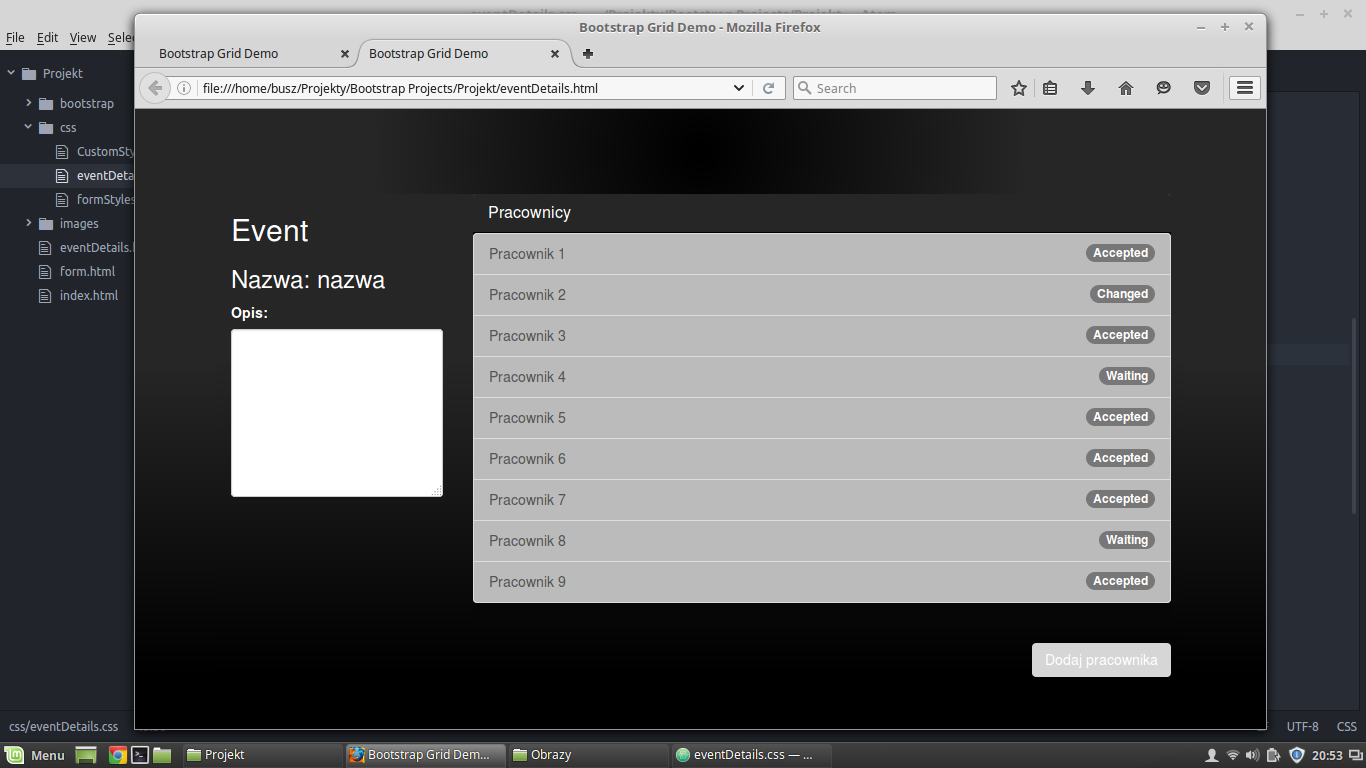 Bootstrap Grid Demo - Mozilla Firefox
File Edit View
Bootstrap Grid Demo
Bootstrap Grid Demo
file:///home/busz/Projekty/Bootstrap Projects/Projekt/eventDetails.html
Search
Projekt
bootstrap
css
CustomSty
eventDeta
formStyles
images
eventDetails.
form.html
index.html
Event
Nazwa: nazwa
Opis:
Pracownicy
Pracownik 1 Accepted
Pracownik 2 Changed
Pracownik 3 Accepted
Pracownik 4 Waiting
Pracownik 5 Accepted
Pracownik 6 Accepted
Pracownik 7 Accepted
Pracownik 8 Waiting
Pracownik 9 Accepted
Dodaj pracownika
css/eventDetails.css
UTF-8 CSS
Menu Projekt Bootstrap Grid Dem... Obrazy eventDetails.css — ... 20:53